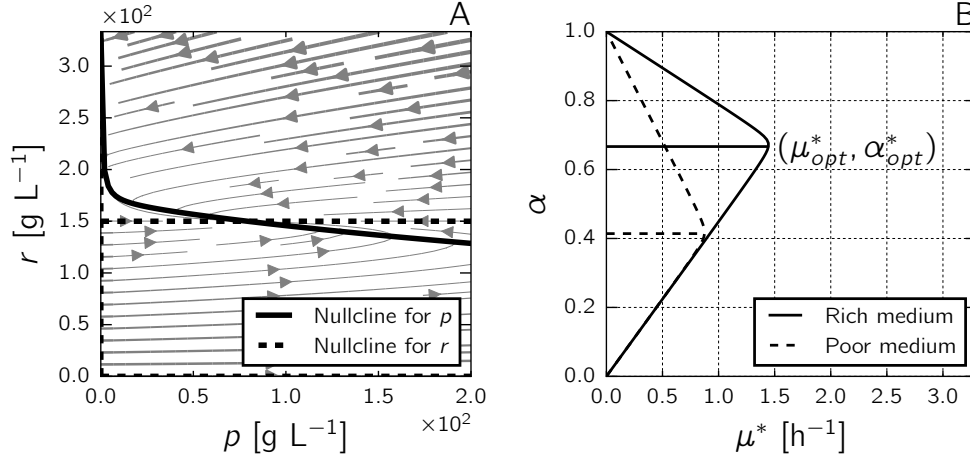 A
×10²
r [g L⁻¹]
3.0
2.5
2.0
1.5
1.0
0.5
0.0
Nullcline for p
Nullcline for r
0.0 0.5 1.0 1.5 2.0
×10²
p [g L⁻¹]
B
α
1.0
0.8
0.6
0.4
0.2
0.0
(μ*opt, α*opt)
Rich medium
Poor medium
0.0 0.5 1.0 1.5 2.0 2.5 3.0
μ* [h⁻¹]